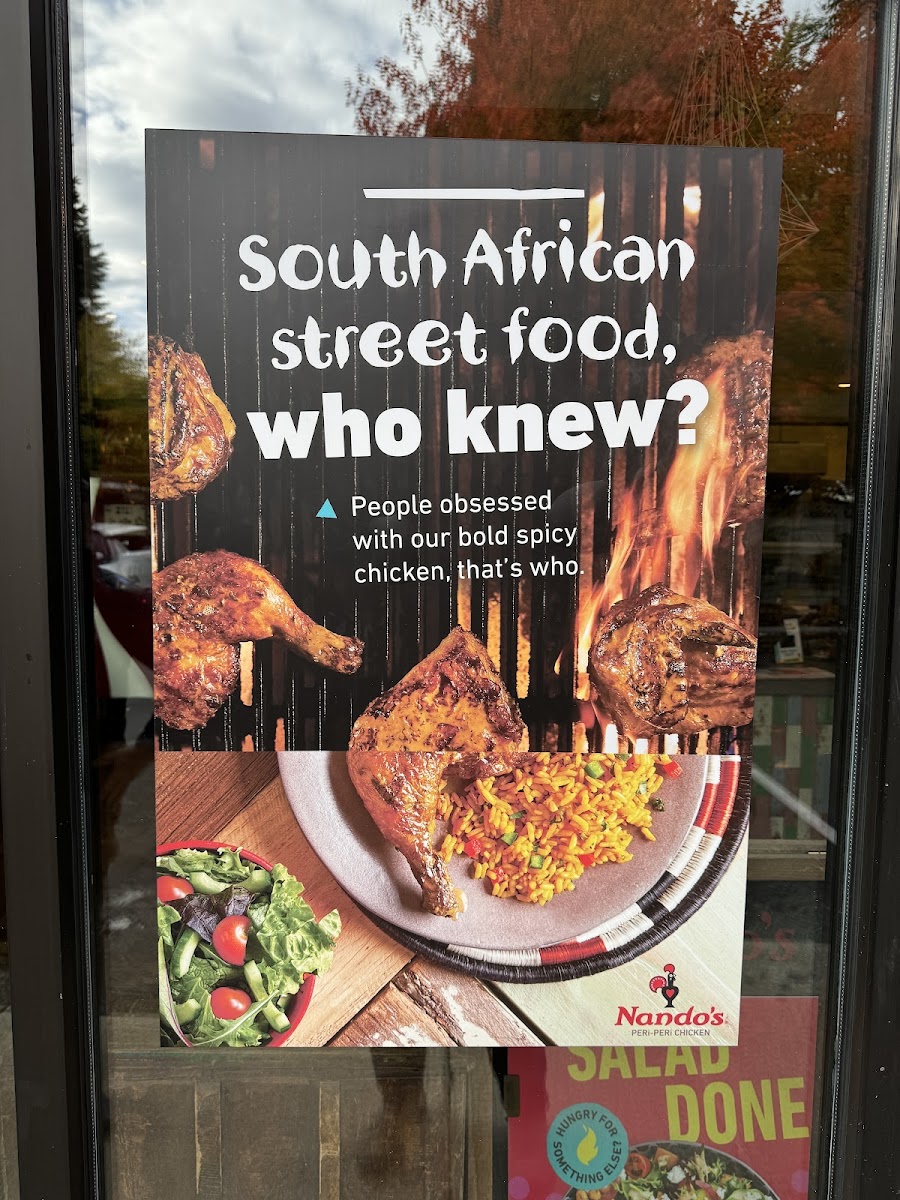 South African
street food,
who knew?
People obsessed
with our bold spicy
chicken, that's who.
Nando's
PERi-PERi CHICKEN
SALAD
DONE
HUNGRY FOR
SOMETHING ELSE?